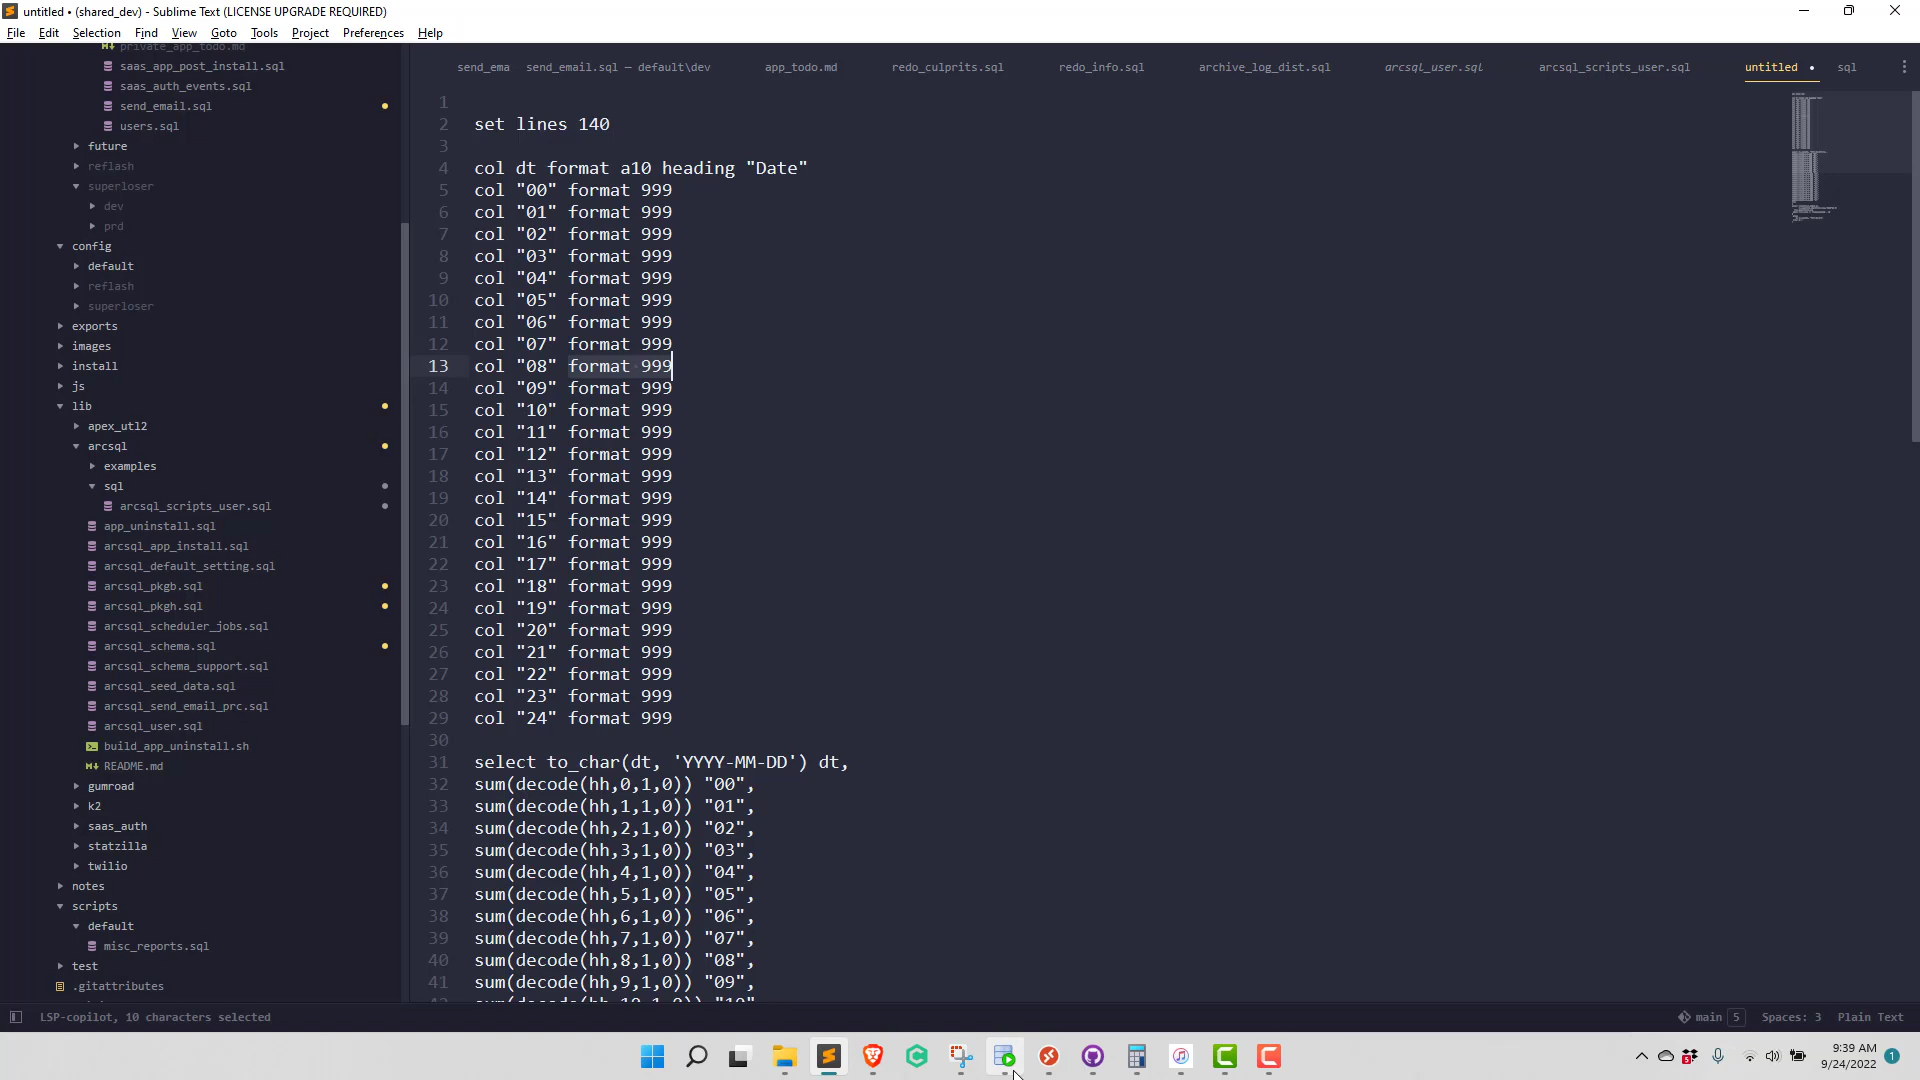 untitled • (shared_dev) - Sublime Text (LICENSE UPGRADE REQUIRED)
File Edit Selection Find View Goto Tools Project Preferences Help
private_app_todo.md
saas_app_post_install.sql
saas_auth_events.sql
send_email.sql
users.sql
future
reflash
superloser
dev
prd
config
default
reflash
superloser
exports
images
install
js
lib
apex_utl2
arcsql
examples
sql
arcsql_scripts_user.sql
app_uninstall.sql
arcsql_app_install.sql
arcsql_default_setting.sql
arcsql_pkgb.sql
arcsql_pkgh.sql
arcsql_scheduler_jobs.sql
arcsql_schema.sql
arcsql_schema_support.sql
arcsql_seed_data.sql
arcsql_send_email_prc.sql
arcsql_user.sql
build_app_uninstall.sh
README.md
gumroad
k2
saas_auth
statzilla
twilio
notes
scripts
default
misc_reports.sql
test
.gitattributes
send_ema send_email.sql — default\dev app_todo.md redo_culprits.sql redo_info.sql archive_log_dist.sql arcsql_user.sql arcsql_scripts_user.sql untitled • sql
1
2 set lines 140
3
4 col dt format a10 heading "Date"
5 col "00" format 999
6 col "01" format 999
7 col "02" format 999
8 col "03" format 999
9 col "04" format 999
10 col "05" format 999
11 col "06" format 999
12 col "07" format 999
13 col "08" format 999
14 col "09" format 999
15 col "10" format 999
16 col "11" format 999
17 col "12" format 999
18 col "13" format 999
19 col "14" format 999
20 col "15" format 999
21 col "16" format 999
22 col "17" format 999
23 col "18" format 999
24 col "19" format 999
25 col "20" format 999
26 col "21" format 999
27 col "22" format 999
28 col "23" format 999
29 col "24" format 999
30
31 select to_char(dt, 'YYYY-MM-DD') dt,
32 sum(decode(hh,0,1,0)) "00",
33 sum(decode(hh,1,1,0)) "01",
34 sum(decode(hh,2,1,0)) "02",
35 sum(decode(hh,3,1,0)) "03",
36 sum(decode(hh,4,1,0)) "04",
37 sum(decode(hh,5,1,0)) "05",
38 sum(decode(hh,6,1,0)) "06",
39 sum(decode(hh,7,1,0)) "07",
40 sum(decode(hh,8,1,0)) "08",
41 sum(decode(hh,9,1,0)) "09",
LSP-copilot, 10 characters selected main 5 Spaces: 3 Plain Text
9:39 AM
9/24/2022 1